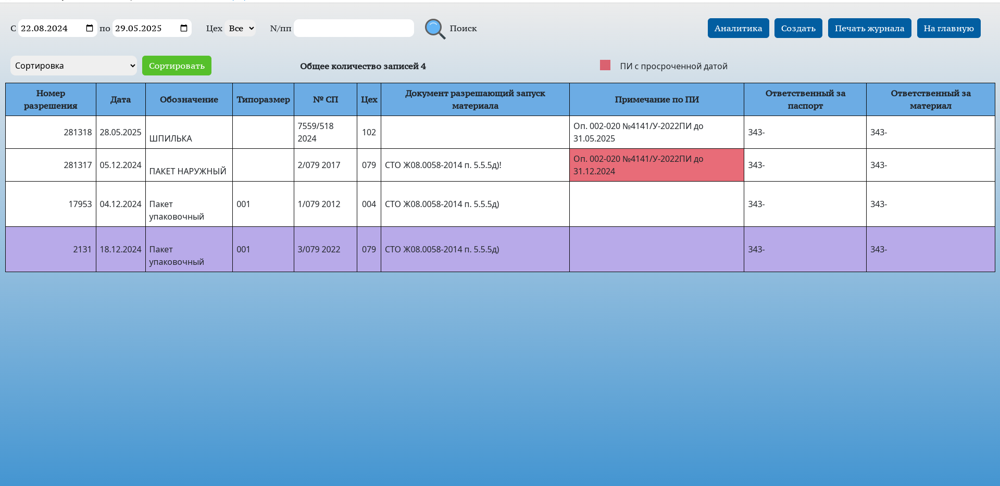 С 22.08.2024 по 29.05.2025 Цех Все N/пп Поиск Аналитика Создать Печать журнала На главную
Сортировка Сортировать Общее количество записей 4 ПИ с просроченной датой
Номер разрешения Дата Обозначение Типоразмер № СП Цех Документ разрешающий запуск материала Примечание по ПИ Ответственный за паспорт Ответственный за материал
281318 28.05.2025 ШПИЛЬКА 7559/518 2024 102 Оп. 002-020 №4141/У-2022ПИ до 31.05.2025 343- 343-
281317 05.12.2024 ПАКЕТ НАРУЖНЫЙ 2/079 2017 079 СТО Ж08.0058-2014 п. 5.5.5д)! Оп. 002-020 №4141/У-2022ПИ до 31.12.2024 343- 343-
17953 04.12.2024 Пакет упаковочный 001 1/079 2012 004 СТО Ж08.0058-2014 п. 5.5.5д) 343- 343-
2131 18.12.2024 Пакет упаковочный 001 3/079 2022 079 СТО Ж08.0058-2014 п. 5.5.5д) 343- 343-